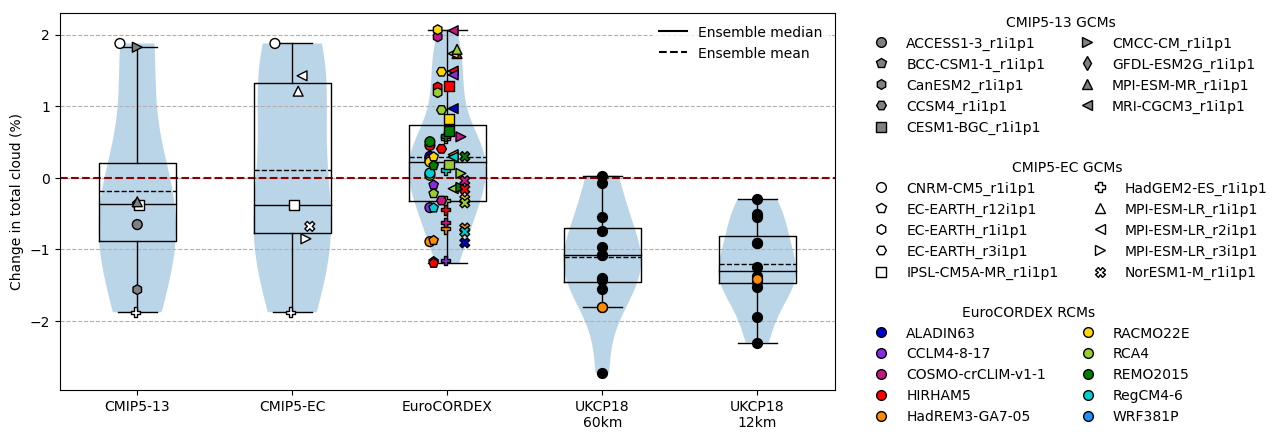 Change in total cloud (%)
2
1
0
−1
−2
Ensemble median
Ensemble mean
CMIP5-13
CMIP5-EC
EuroCORDEX
UKCP18
60km
UKCP18
12km
CMIP5-13 GCMs
ACCESS1-3_r1i1p1
BCC-CSM1-1_r1i1p1
CanESM2_r1i1p1
CCSM4_r1i1p1
CESM1-BGC_r1i1p1
CMCC-CM_r1i1p1
GFDL-ESM2G_r1i1p1
MPI-ESM-MR_r1i1p1
MRI-CGCM3_r1i1p1
CMIP5-EC GCMs
CNRM-CM5_r1i1p1
EC-EARTH_r12i1p1
EC-EARTH_r1i1p1
EC-EARTH_r3i1p1
IPSL-CM5A-MR_r1i1p1
HadGEM2-ES_r1i1p1
MPI-ESM-LR_r1i1p1
MPI-ESM-LR_r2i1p1
MPI-ESM-LR_r3i1p1
NorESM1-M_r1i1p1
EuroCORDEX RCMs
ALADIN63
CCLM4-8-17
COSMO-crCLIM-v1-1
HIRHAM5
HadREM3-GA7-05
RACMO22E
RCA4
REMO2015
RegCM4-6
WRF381P